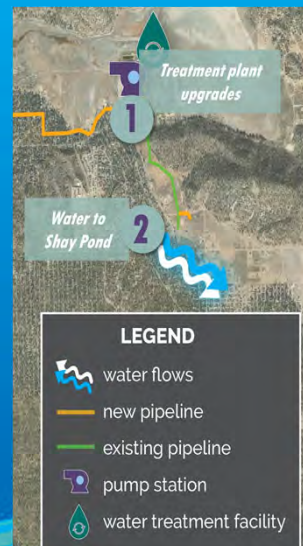 Treatment plant
upgrades
1
Water to
Shay Pond
2
LEGEND
water flows
new pipeline
existing pipeline
pump station
water treatment facility